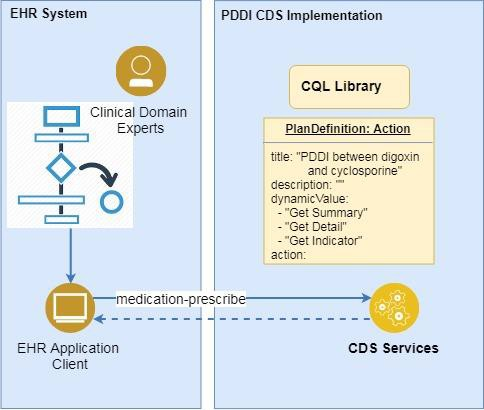 EHR System
Clinical Domain
Experts
EHR Application
Client
medication-prescribe
PDDI CDS Implementation
CQL Library
PlanDefinition: Action
title: "PDDI between digoxin
and cyclosporine"
description: ""
dynamicValue:
- "Get Summary"
- "Get Detail"
- "Get Indicator"
action:
CDS Services